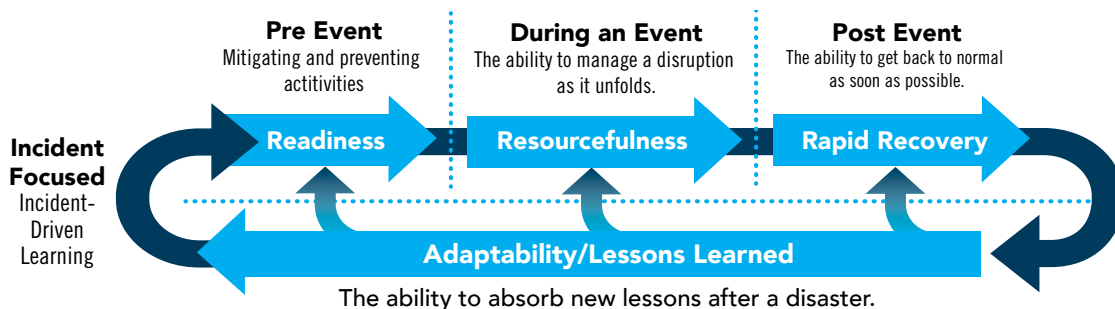 Pre Event
Mitigating and preventing
actitivities
During an Event
The ability to manage a disruption
as it unfolds.
Post Event
The ability to get back to normal
as soon as possible.
Incident
Focused
Incident-
Driven
Learning
Readiness
Resourcefulness
Rapid Recovery
Adaptability/Lessons Learned
The ability to absorb new lessons after a disaster.